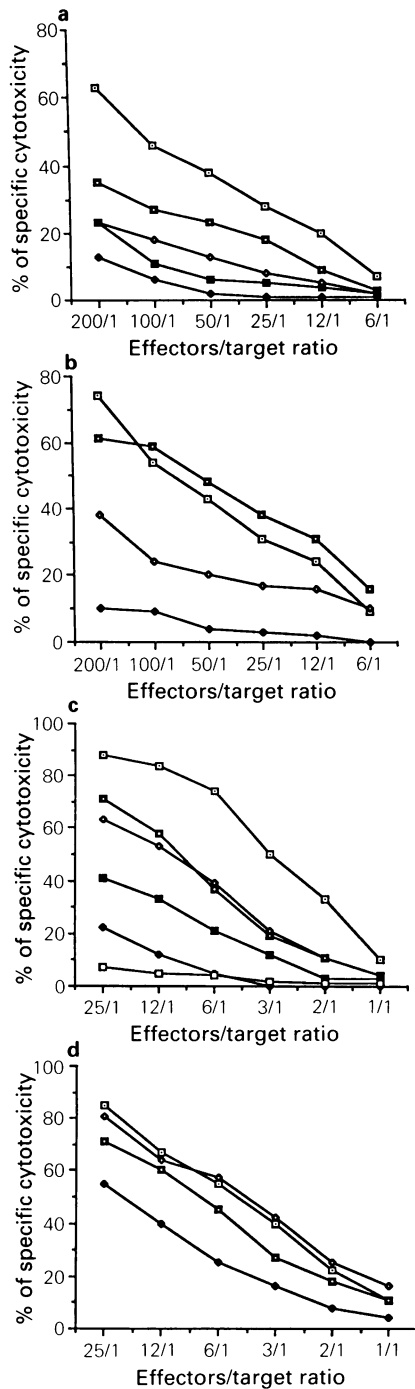 a
80
60
40
20
0
% of specific cytotoxicity
200/1 100/1 50/1 25/1 12/1 6/1
Effectors/target ratio
b
80
60
40
20
0
% of specific cytotoxicity
200/1 100/1 50/1 25/1 12/1 6/1
Effectors/target ratio
c
100
80
60
40
20
0
% of specific cytotoxicity
25/1 12/1 6/1 3/1 2/1 1/1
Effectors/target ratio
d
100
80
60
40
20
0
% of specific cytotoxicity
25/1 12/1 6/1 3/1 2/1 1/1
Effectors/target ratio